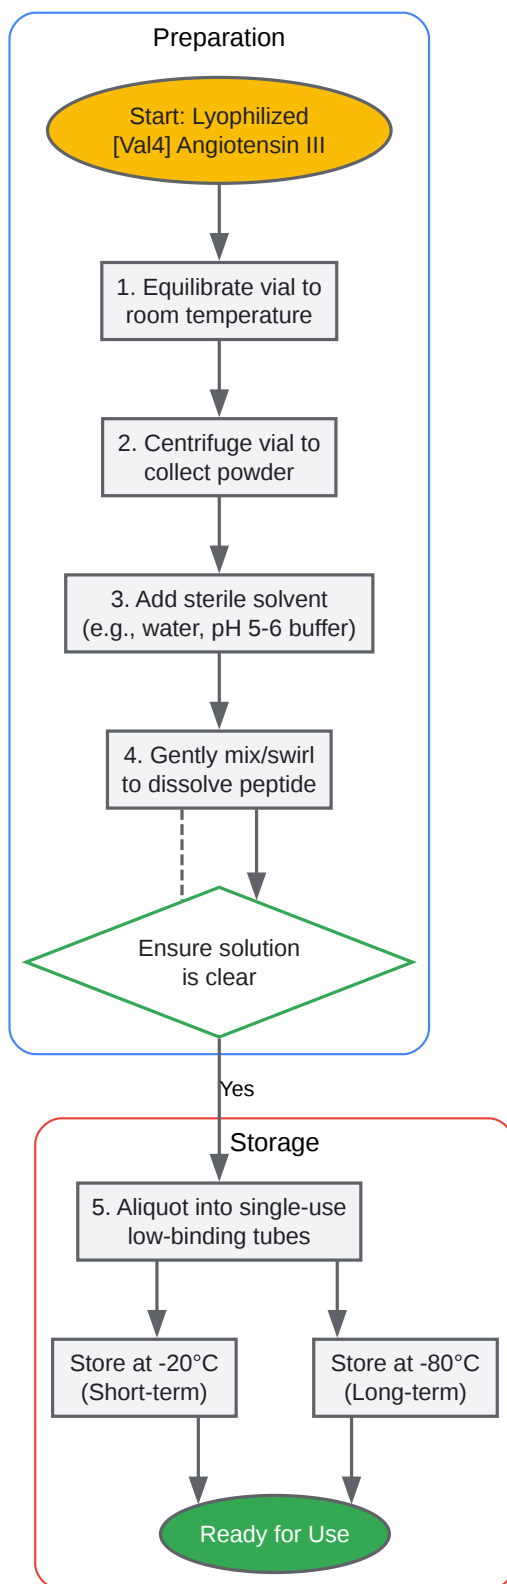 Preparation
Start: Lyophilized
[Val4] Angiotensin III
1. Equilibrate vial to
room temperature
2. Centrifuge vial to
collect powder
3. Add sterile solvent
(e.g., water, pH 5-6 buffer)
4. Gently mix/swirl
to dissolve peptide
Ensure solution
is clear
Yes
Storage
5. Aliquot into single-use
low-binding tubes
Store at -20°C
(Short-term)
Store at -80°C
(Long-term)
Ready for Use